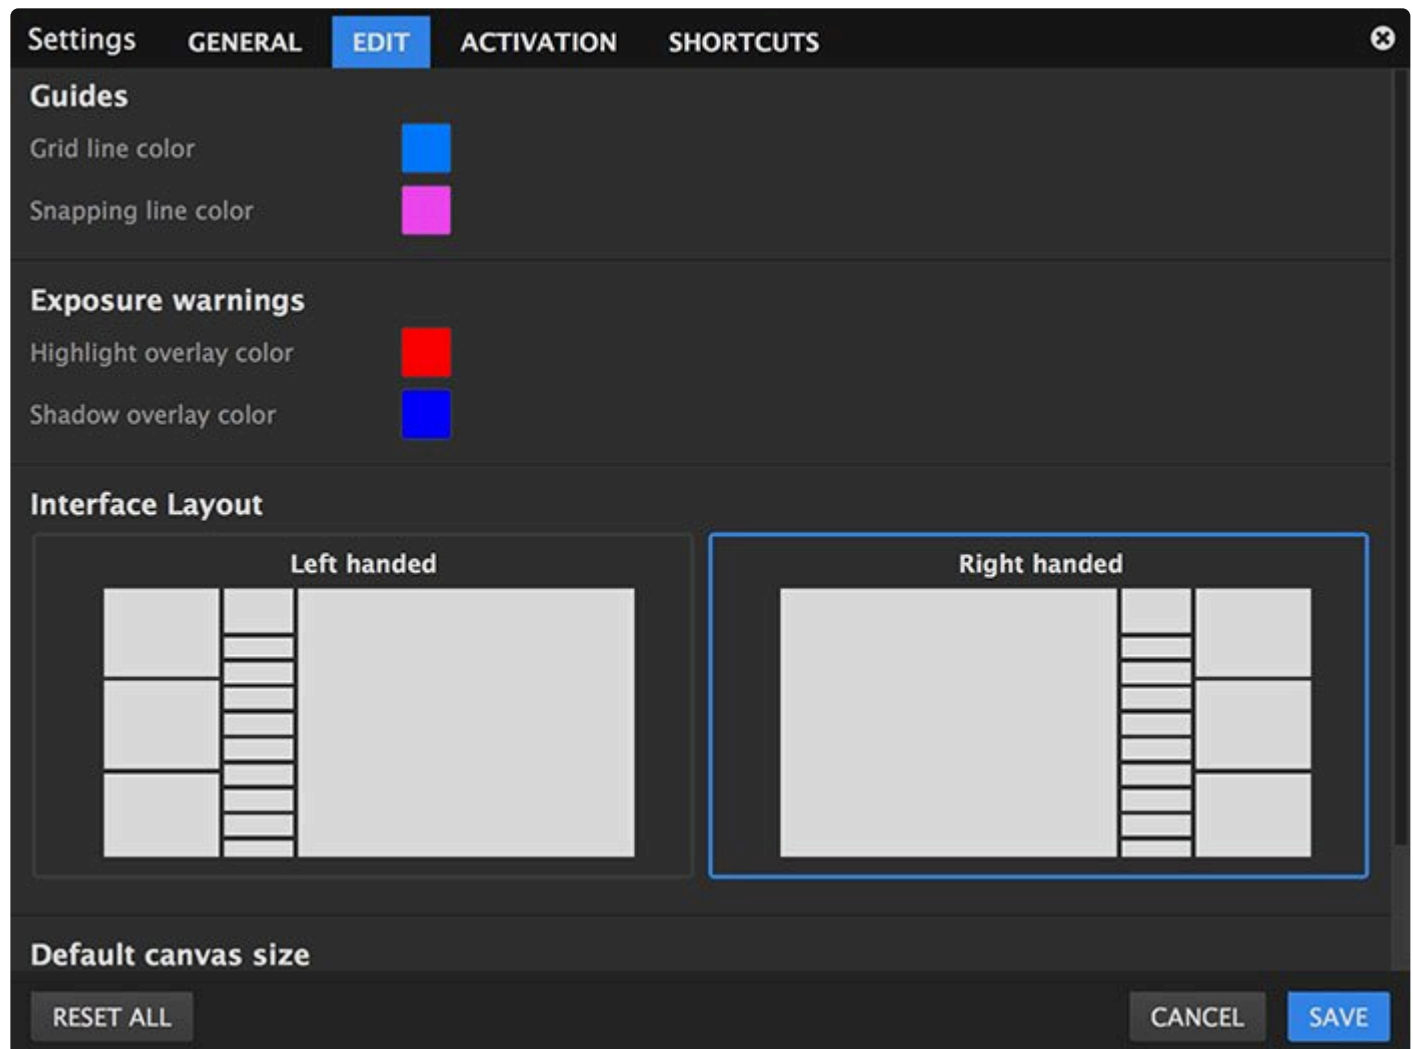 Settings GENERAL EDIT ACTIVATION SHORTCUTS
Guides
Grid line color
Snapping line color
Exposure warnings
Highlight overlay color
Shadow overlay color
Interface Layout
Left handed Right handed
Default canvas size
RESET ALL CANCEL SAVE